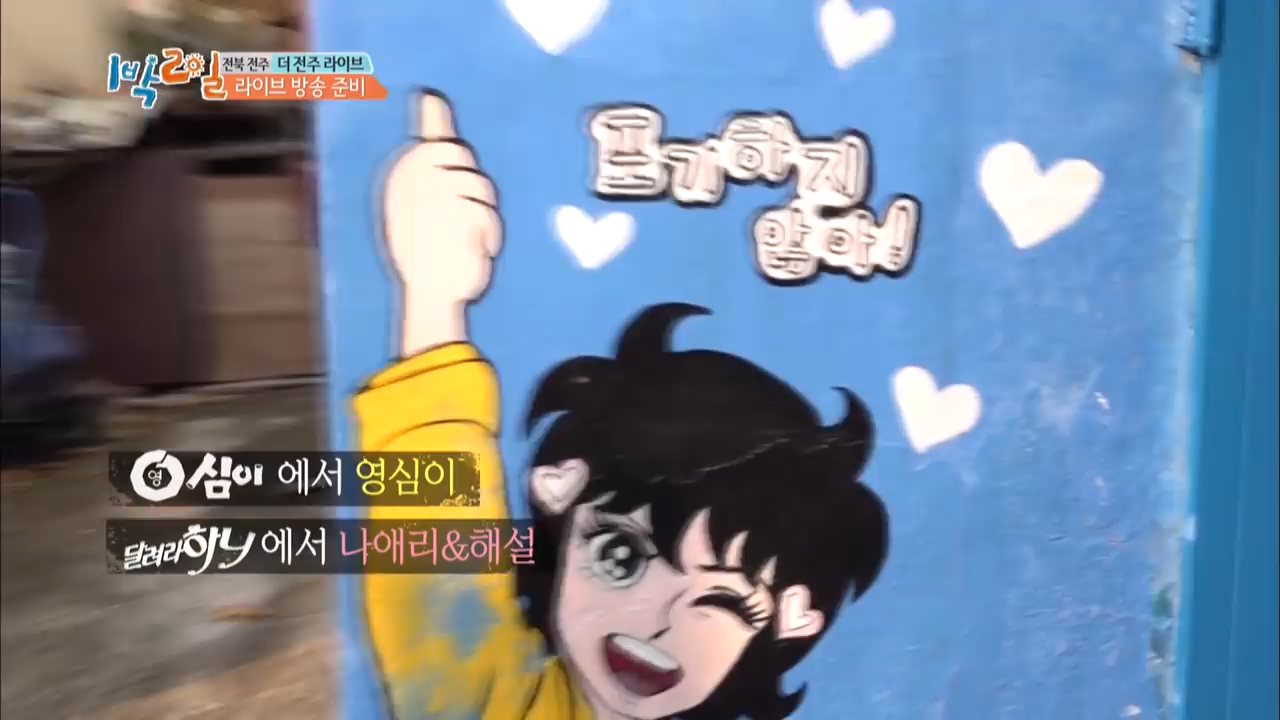 1박2일
전북 전주 더 전주 라이브
라이브 방송 준비
포기하지
않아!
영심이 에서 영심이
달려라 하니 에서 나애리&해설